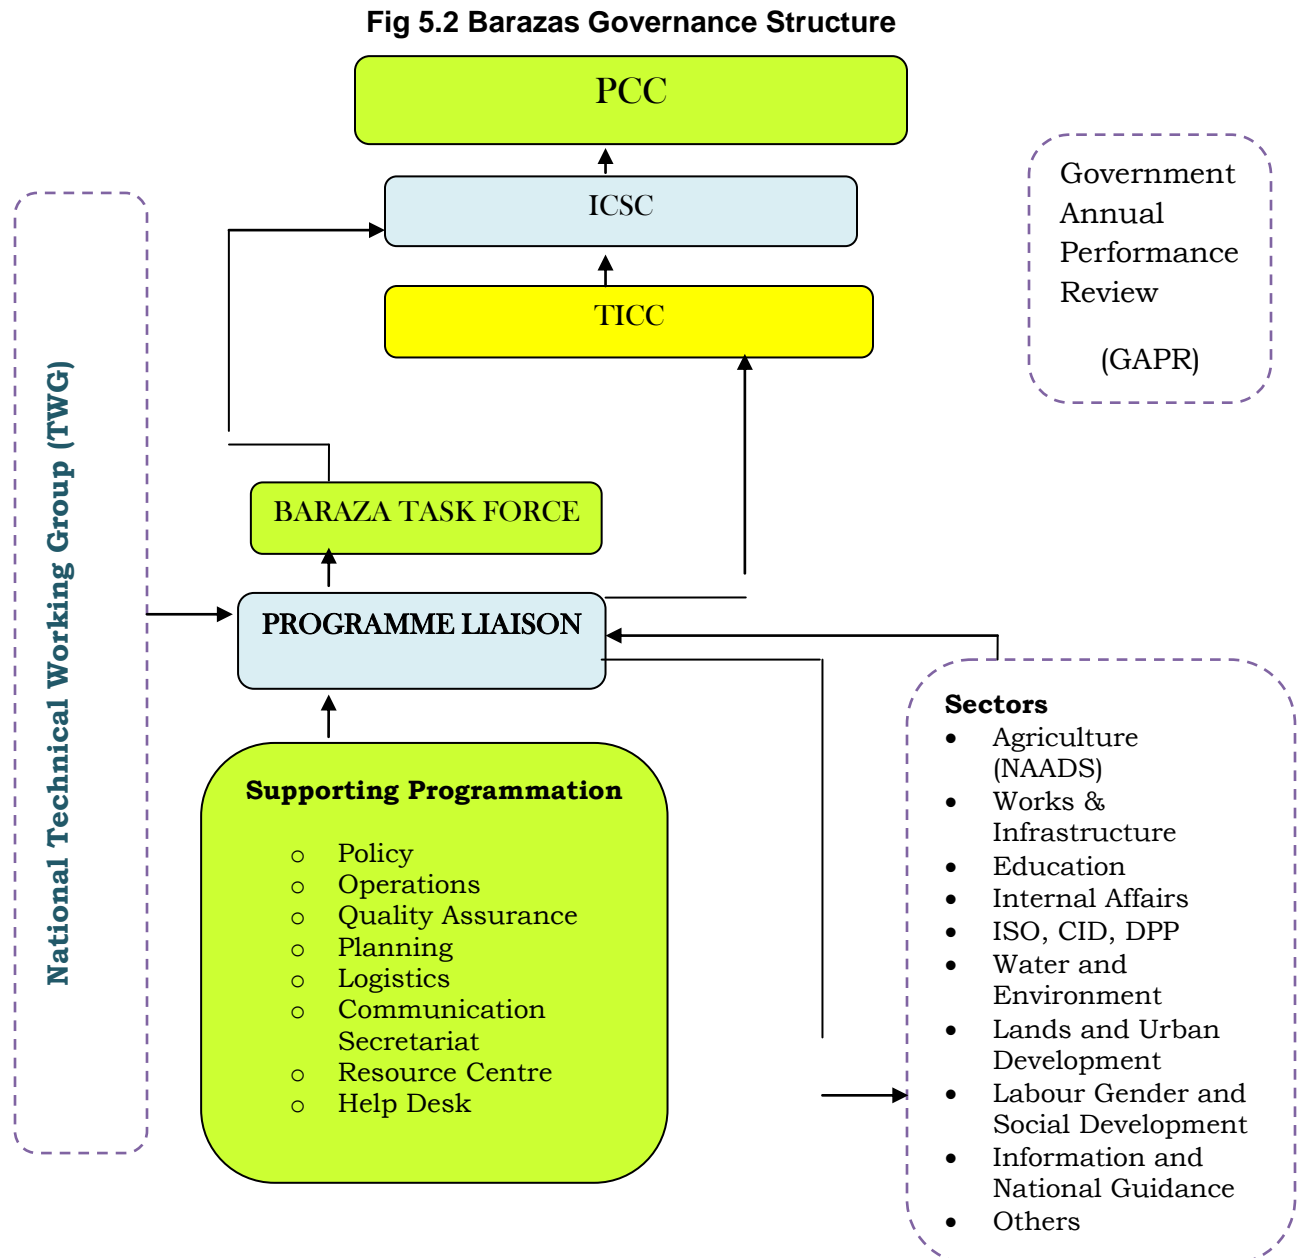 Fig 5.2 Barazas Governance Structure
PCC
ICSC
TICC
Government
Annual
Performance
Review
(GAPR)
National Technical Working Group (TWG)
BARAZA TASK FORCE
PROGRAMME LIAISON
Supporting Programmation
o Policy
o Operations
o Quality Assurance
o Planning
o Logistics
o Communication
Secretariat
o Resource Centre
o Help Desk
Sectors
• Agriculture
(NAADS)
• Works &
Infrastructure
• Education
• Internal Affairs
• ISO, CID, DPP
• Water and
Environment
• Lands and Urban
Development
• Labour Gender and
Social Development
• Information and
National Guidance
• Others